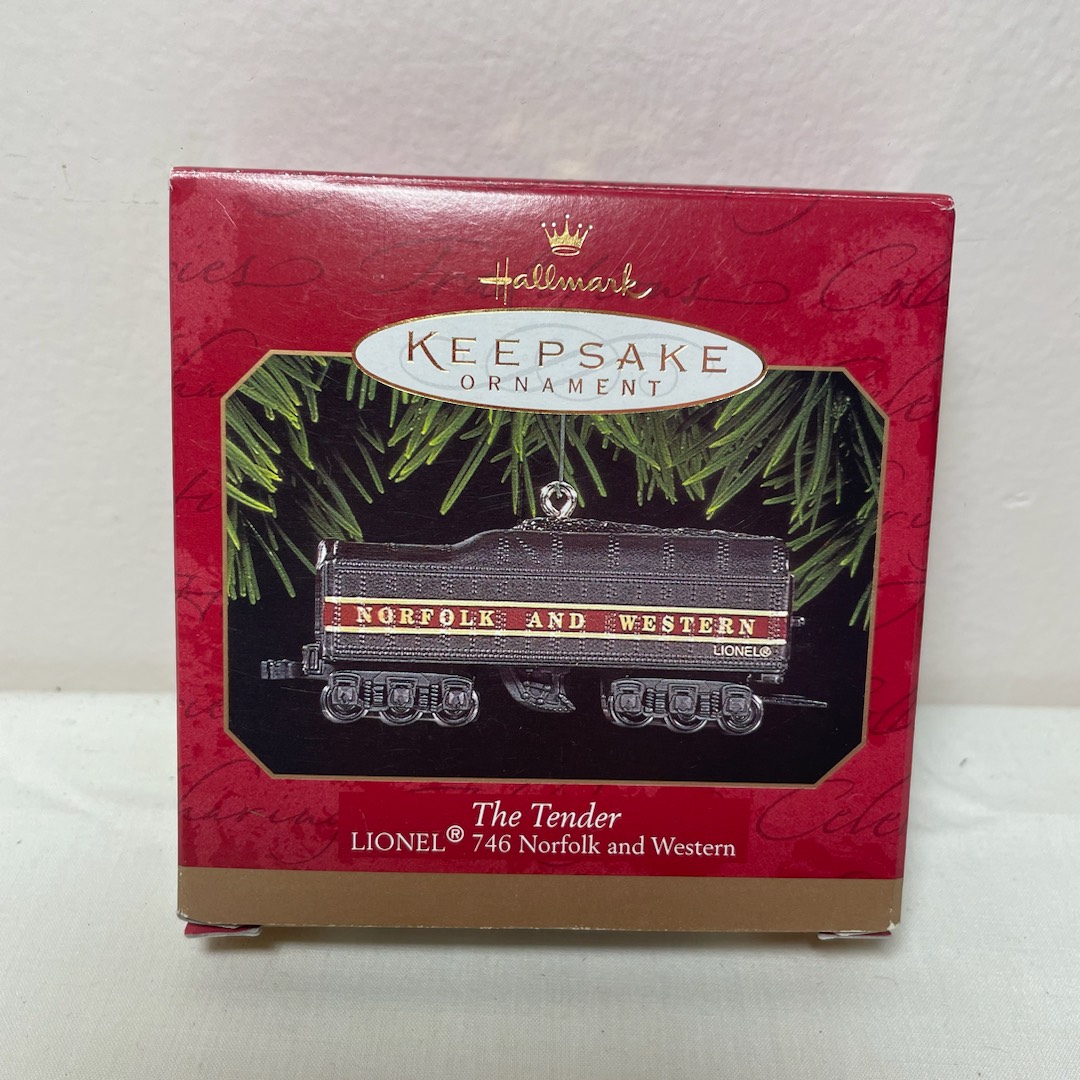 Hallmark
KEEPSAKE
ORNAMENT
NORFOLK AND WESTERN
LIONEL®
The Tender
LIONEL® 746 Norfolk and Western